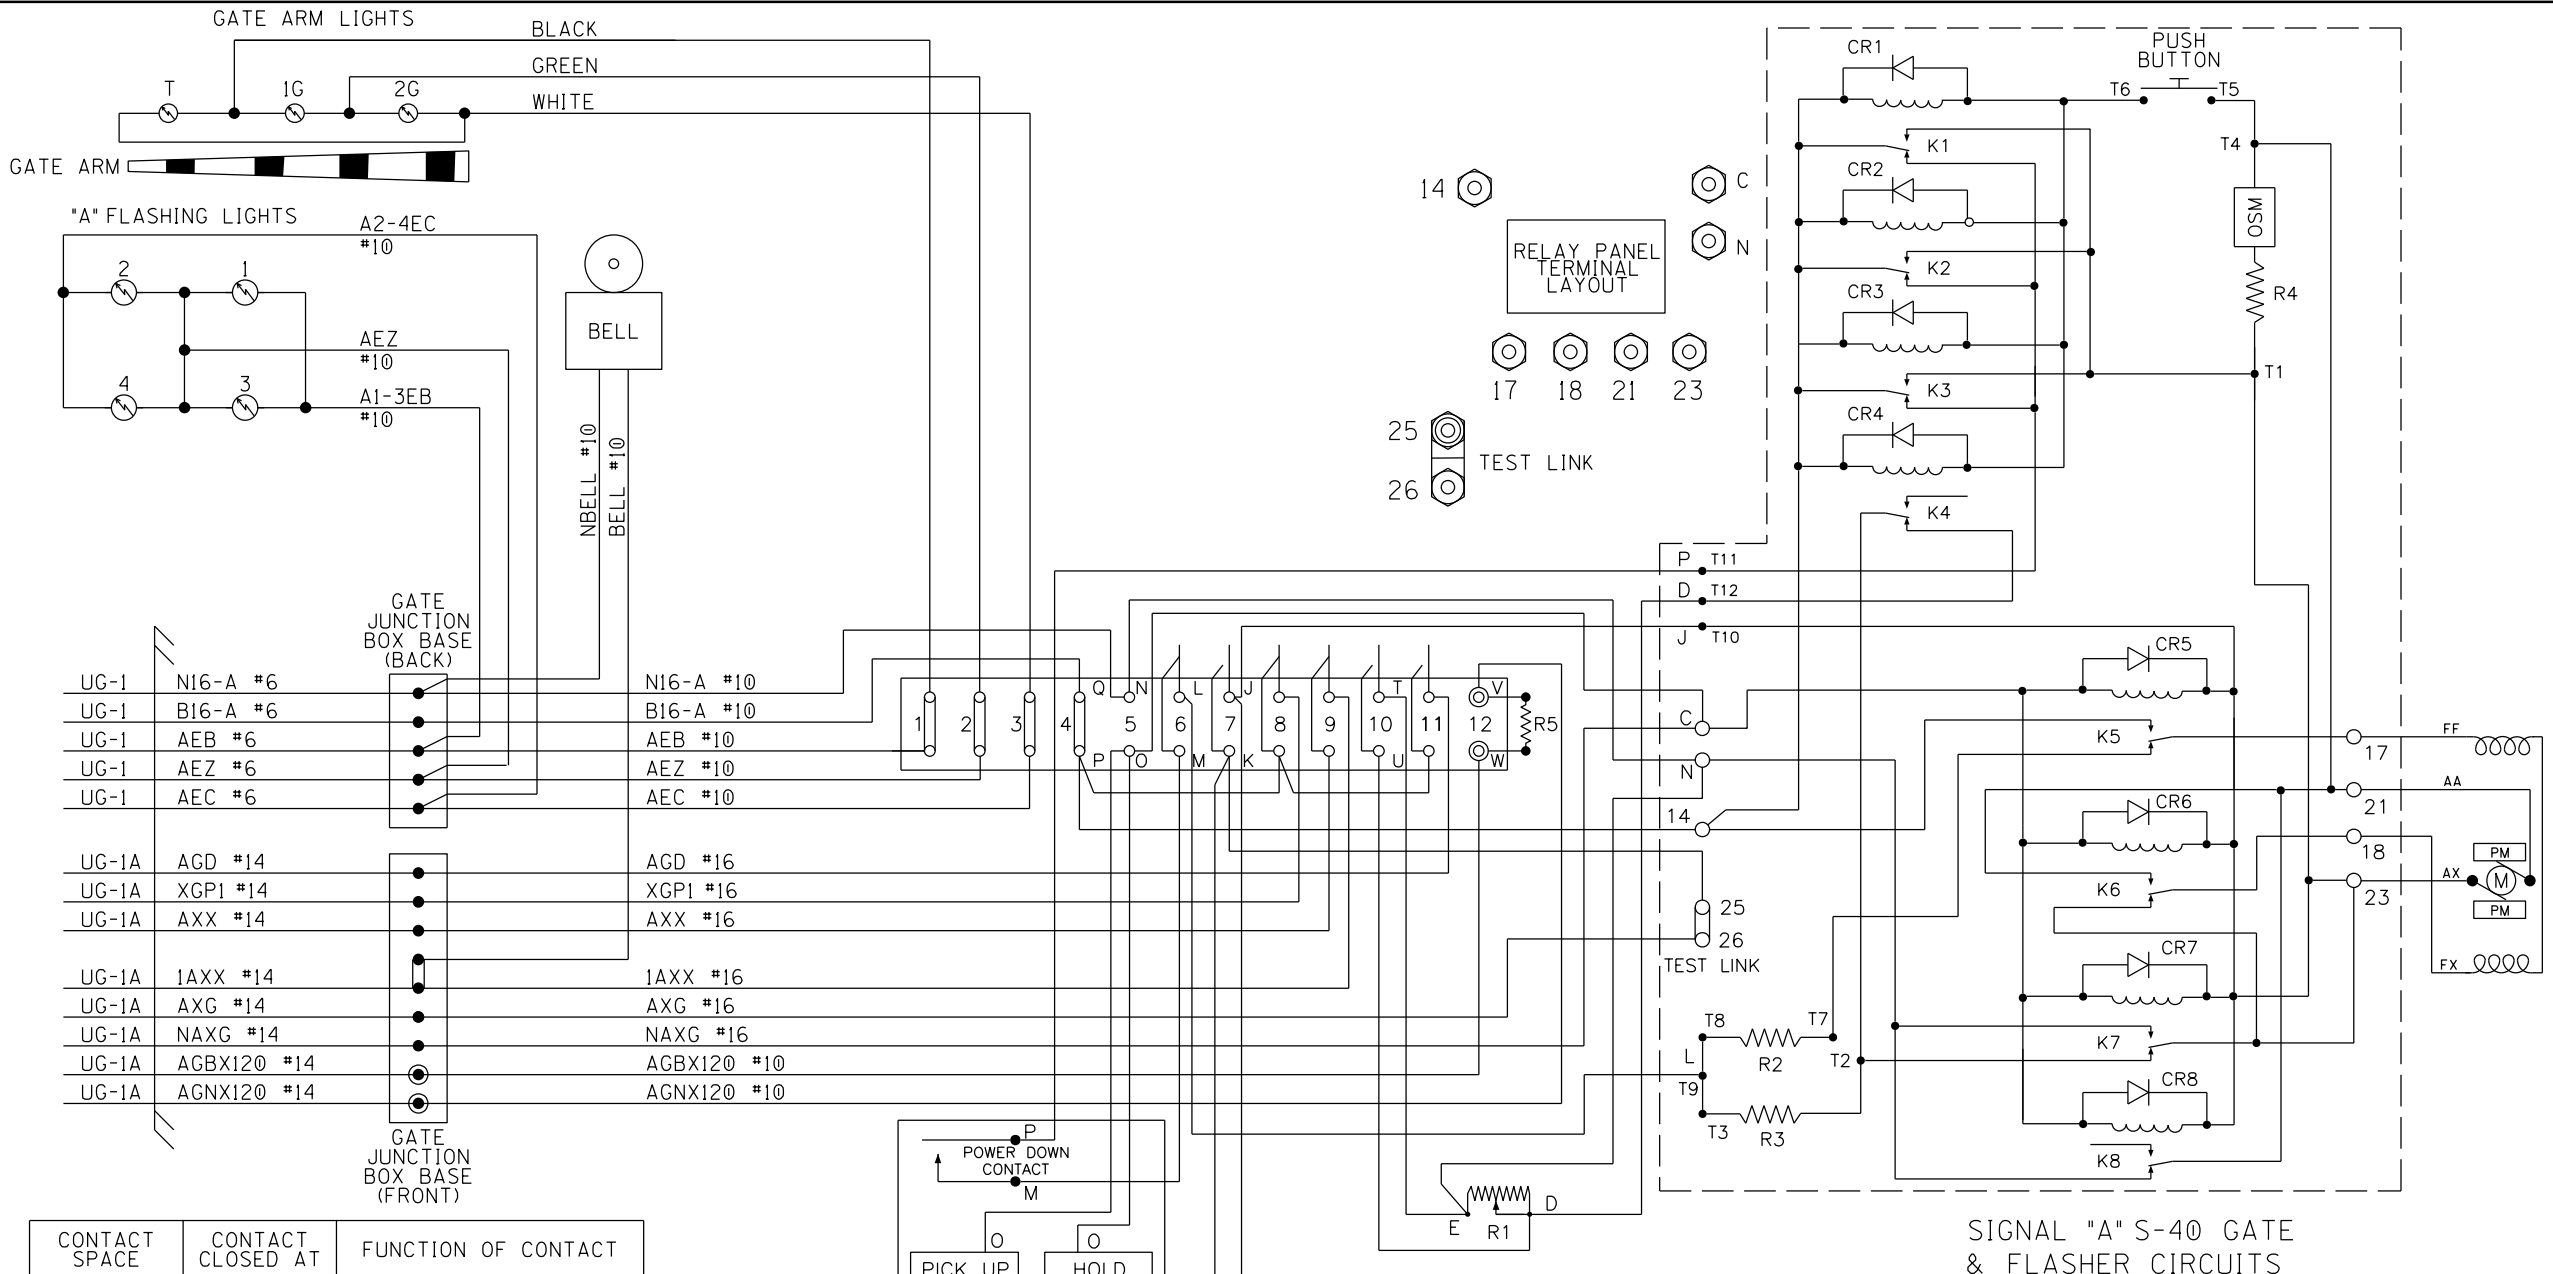 GATE ARM LIGHTS
BLACK
GREEN
WHITE
T
1G
2G
GATE ARM
"A" FLASHING LIGHTS
A2-4EC
#10
2
1
AEZ
#10
4
3
A1-3EB
#10
BELL
NBELL #10
BELL #10
GATE
JUNCTION
BOX BASE
(BACK)
UG-1 N16-A #6 N16-A #10
UG-1 B16-A #6 B16-A #10
UG-1 AEB #6 AEB #10
UG-1 AEZ #6 AEZ #10
UG-1 AEC #6 AEC #10
UG-1A AGD #14 AGD #16
UG-1A XGP1 #14 XGP1 #16
UG-1A AXX #14 AXX #16
UG-1A 1AXX #14 1AXX #16
UG-1A AXG #14 AXG #16
UG-1A NAXG #14 NAXG #16
UG-1A AGBX120 #14 AGBX120 #10
UG-1A AGNX120 #14 AGNX120 #10
GATE
JUNCTION
BOX BASE
(FRONT)
CONTACT
SPACE
CONTACT
CLOSED AT
FUNCTION OF CONTACT
Q N L J T V
1 2 3 4 5 6 7 8 9 10 11 12 R5
P O M K U W
P
POWER DOWN
CONTACT
M
O
PICK UP
O
HOLD
E
R1
D
14
C
N
RELAY PANEL
TERMINAL
LAYOUT
17 18 21 23
25
TEST LINK
26
CR1
PUSH
BUTTON
T6
T5
K1
T4
CR2
OSM
K2
R4
CR3
T1
K3
CR4
K4
P T11
D T12
J T10
C
N
14
25
26
TEST LINK
T8
T7
R2
L
T2
T9
T3
R3
CR5
K5
CR6
K6
CR7
K7
CR8
K8
17
FF
21
AA
18
23
AX
PM
M
PM
FX
SIGNAL "A" S-40 GATE
& FLASHER CIRCUITS